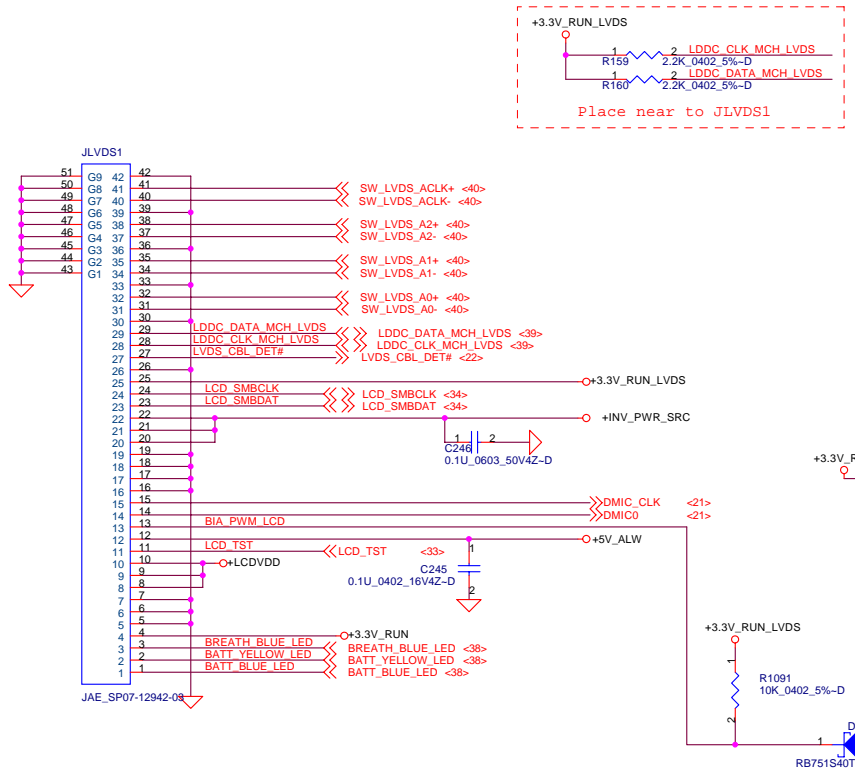 +3.3V_RUN_LVDS
1 2 LDDC_CLK_MCH_LVDS
R159 2.2K_0402_5%~D
1 2 LDDC_DATA_MCH_LVDS
R160 2.2K_0402_5%~D
Place near to JLVDS1
JLVDS1
51 G9 42 42
50 G8 41 41 SW_LVDS_ACLK+ <40>
49 G7 40 40 SW_LVDS_ACLK- <40>
48 G6 39 39
47 G5 38 38 SW_LVDS_A2+ <40>
46 G4 37 37 SW_LVDS_A2- <40>
45 G3 36 36
44 G2 35 35 SW_LVDS_A1+ <40>
43 G1 34 34 SW_LVDS_A1- <40>
33 33
32 32 SW_LVDS_A0+ <40>
31 31 SW_LVDS_A0- <40>
30 30
29 29 LDDC_DATA_MCH_LVDS LDDC_DATA_MCH_LVDS <39>
28 28 LDDC_CLK_MCH_LVDS LDDC_CLK_MCH_LVDS <39>
27 27 LVDS_CBL_DET# LVDS_CBL_DET# <22>
26 26
25 25 +3.3V_RUN_LVDS
24 24 LCD_SMBCLK LCD_SMBCLK <34>
23 23 LCD_SMBDAT LCD_SMBDAT <34>
22 22 +INV_PWR_SRC
21 21
20 20 1 2
C246
0.1U_0603_50V4Z~D
19 19
18 18
17 17
16 16
+3.3V_R
15 15 DMIC_CLK <21>
14 14 DMIC0 <21>
13 13 BIA_PWM_LCD
12 12 +5V_ALW
11 11 LCD_TST LCD_TST <33>
10 10 +LCDVDD
9 9
8 8
1
C245
0.1U_0402_16V4Z~D
2
7 7
6 6
5 5
4 4 +3.3V_RUN
3 3 BREATH_BLUE_LED BREATH_BLUE_LED <38>
2 2 BATT_YELLOW_LED BATT_YELLOW_LED <38>
1 1 BATT_BLUE_LED BATT_BLUE_LED <38>
+3.3V_RUN_LVDS
1
R1091
10K_0402_5%~D
2
JAE_SP07-12942-03
1
D
RB751S40T